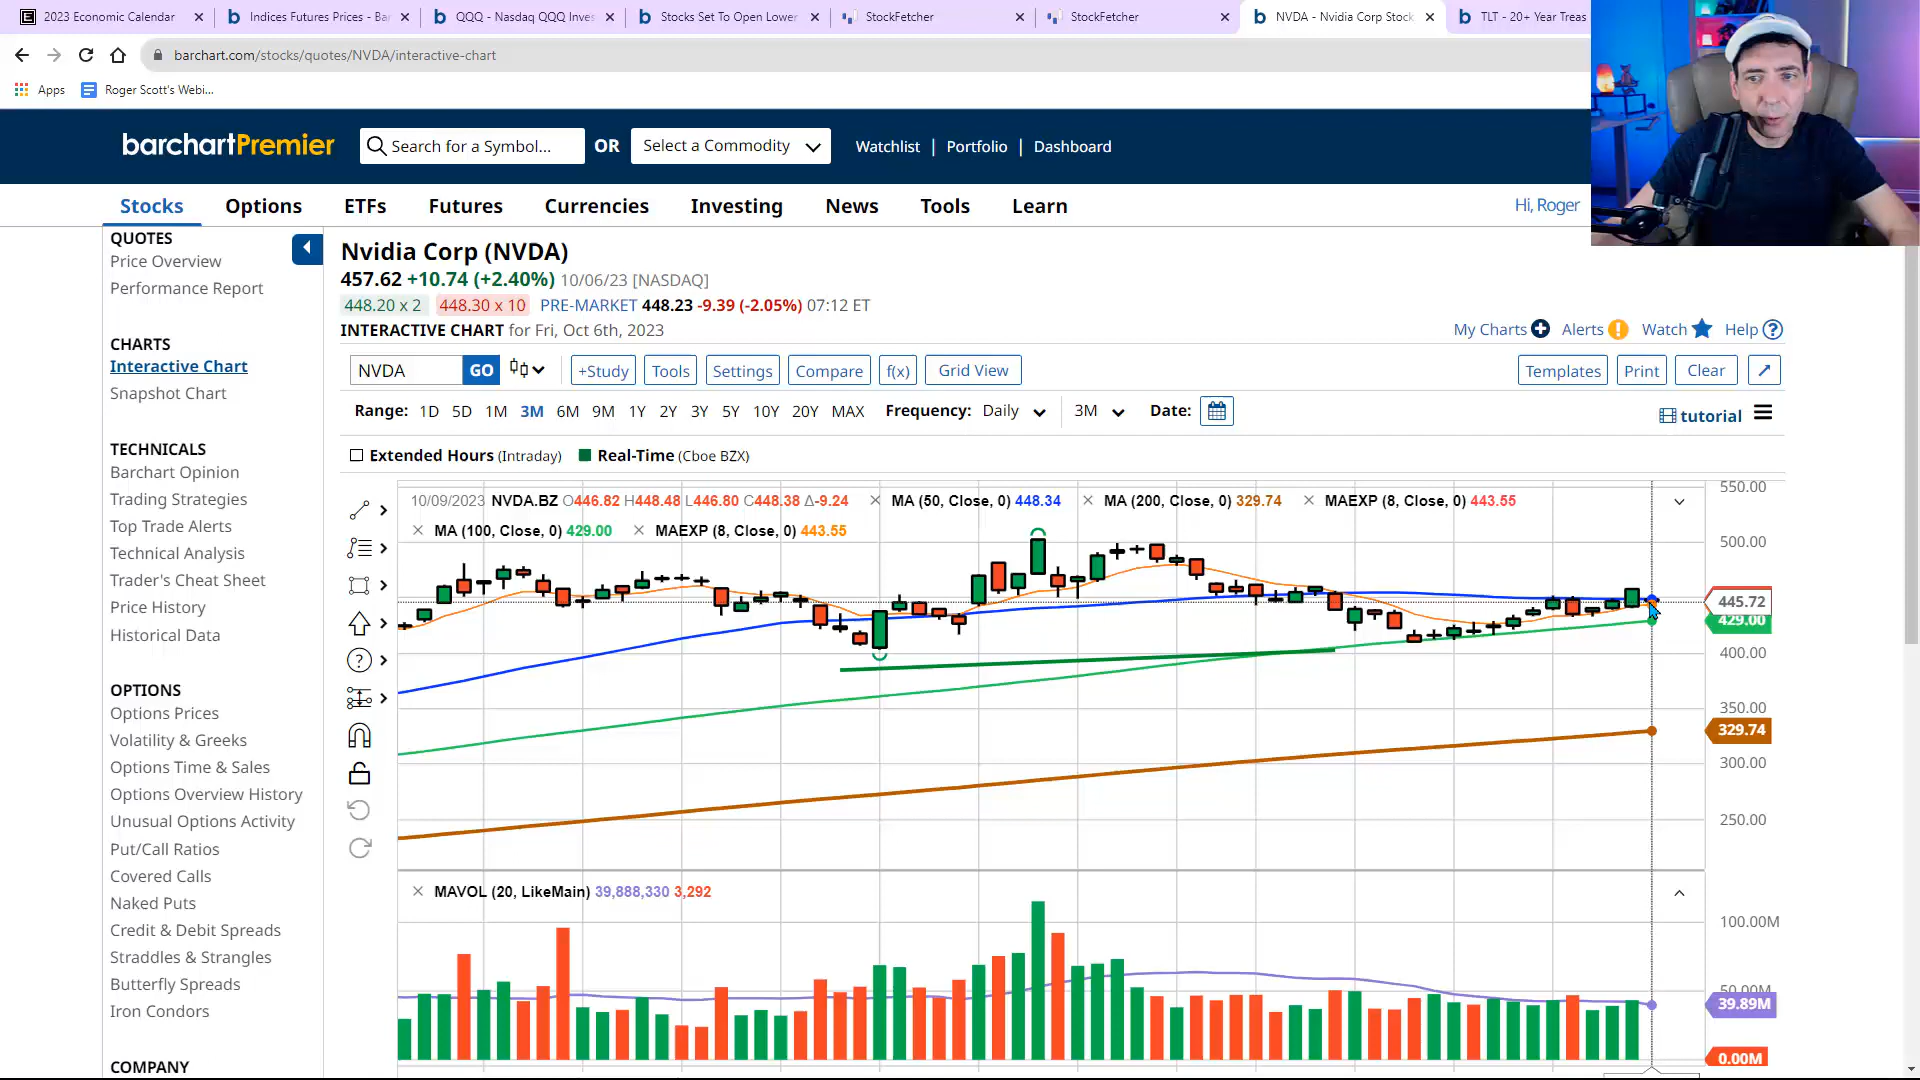 2023 Economic Calendar
Indices Futures Prices - Bar
QQQ - Nasdaq QQQ Inves
Stocks Set To Open Lower
StockFetcher
StockFetcher
NVDA - Nvidia Corp Stock
TLT - 20+ Year Treas
barchart.com/stocks/quotes/NVDA/interactive-chart
Apps
Roger Scott's Webi...
barchartPremier
Search for a Symbol...
OR
Select a Commodity
Watchlist | Portfolio | Dashboard
Stocks Options ETFs Futures Currencies Investing News Tools Learn
Hi, Roger
QUOTES
Price Overview
Performance Report
CHARTS
Interactive Chart
Snapshot Chart
TECHNICALS
Barchart Opinion
Trading Strategies
Top Trade Alerts
Technical Analysis
Trader's Cheat Sheet
Price History
Historical Data
OPTIONS
Options Prices
Volatility & Greeks
Options Time & Sales
Options Overview History
Unusual Options Activity
Put/Call Ratios
Covered Calls
Naked Puts
Credit & Debit Spreads
Straddles & Strangles
Butterfly Spreads
Iron Condors
COMPANY
Nvidia Corp (NVDA)
457.62 +10.74 (+2.40%) 10/06/23 [NASDAQ]
448.20 x 2 448.30 x 10 PRE-MARKET 448.23 -9.39 (-2.05%) 07:12 ET
INTERACTIVE CHART for Fri, Oct 6th, 2023
My Charts Alerts Watch Help
NVDA GO +Study Tools Settings Compare f(x) Grid View
Templates Print Clear
Range: 1D 5D 1M 3M 6M 9M 1Y 2Y 3Y 5Y 10Y 20Y MAX Frequency: Daily 3M Date:
tutorial
Extended Hours (Intraday) Real-Time (Cboe BZX)
10/09/2023 NVDA.BZ O446.82 H448.48 L446.80 C448.38 Δ-9.24 MA (50, Close, 0) 448.34 MA (200, Close, 0) 329.74 MAEXP (8, Close, 0) 443.55
MA (100, Close, 0) 429.00 MAEXP (8, Close, 0) 443.55
550.00
500.00
445.72
429.00
400.00
350.00
329.74
300.00
250.00
MAVOL (20, LikeMain) 39,888,330 3,292
100.00M
50.00M
39.89M
0.00M